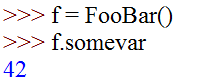 >>> f = FooBar()
>>> f.somevar
42